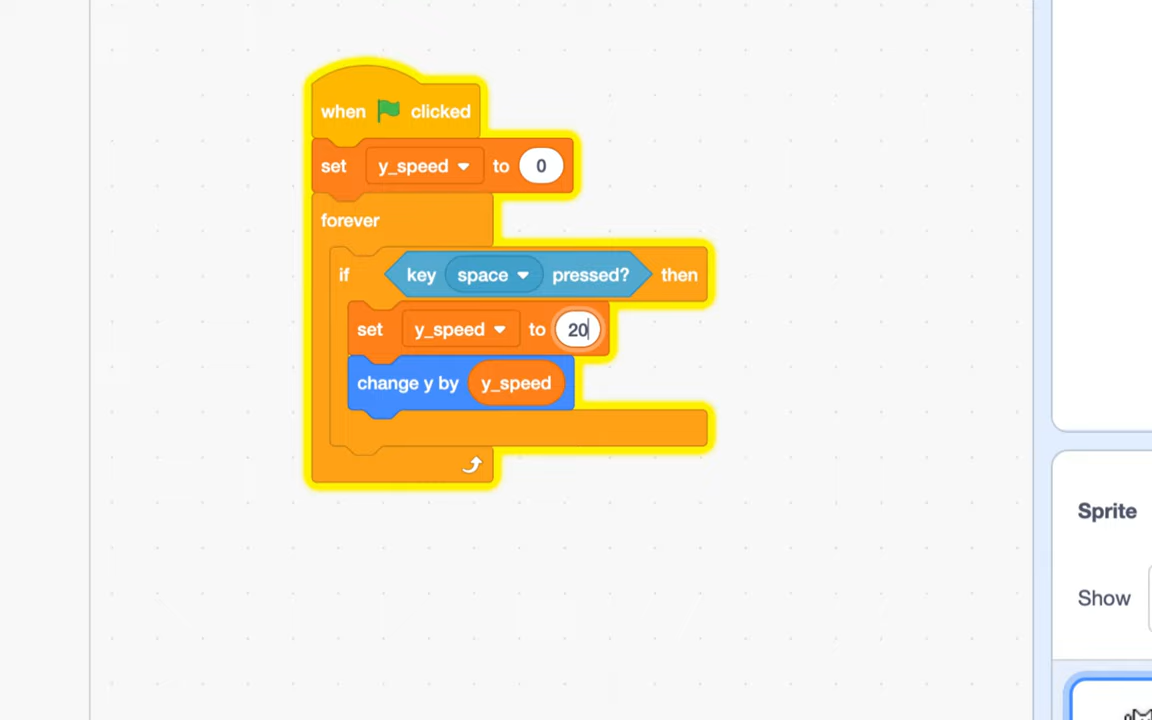 when clicked
set y_speed to 0
forever
if key space pressed? then
set y_speed to 20
change y by y_speed
Sprite
Show